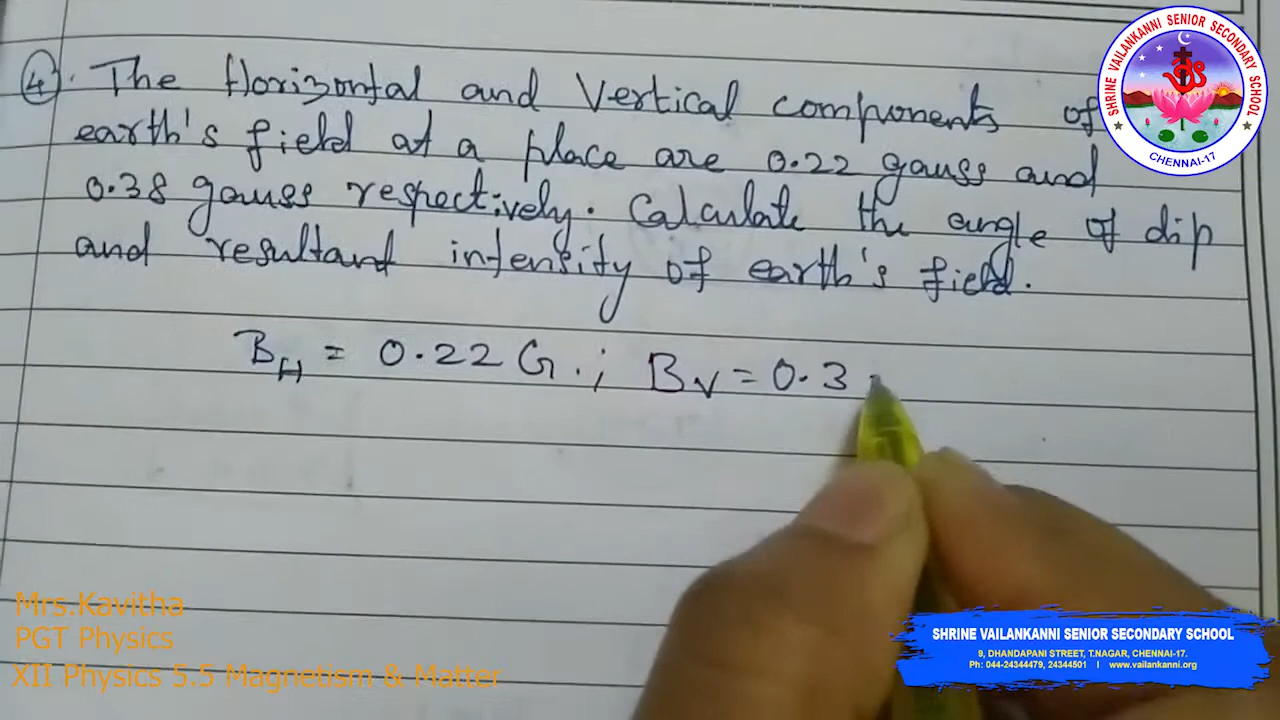 4. The Horizontal and Vertical components of
earth's field at a place are 0.22 gauss and
0.38 gauss respectively. Calculate the angle of dip
and resultant intensity of earth's field.
B_H = 0.22 G. ; B_V = 0.3
SHRINE VAILANKANNI SENIOR SECONDARY SCHOOL
CHENNAI-17
Mrs.Kavitha
PGT Physics
XII Physics 5.5 Magnetism & Matter
SHRINE VAILANKANNI SENIOR SECONDARY SCHOOL
9, DHANDAPANI STREET, T.NAGAR, CHENNAI-17.
Ph: 044-24344479, 24344501 | www.vailankanni.org